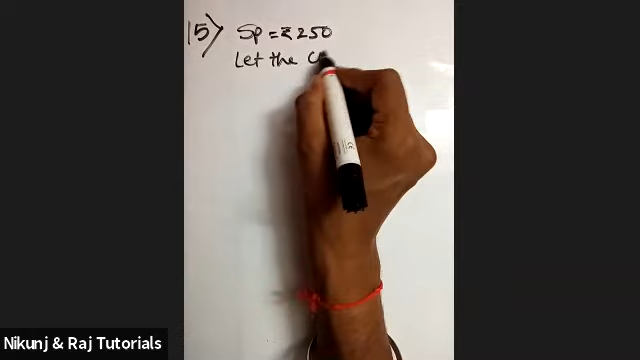 15) Sp = ₹ 250
Let the C
Nikunj & Raj Tutorials